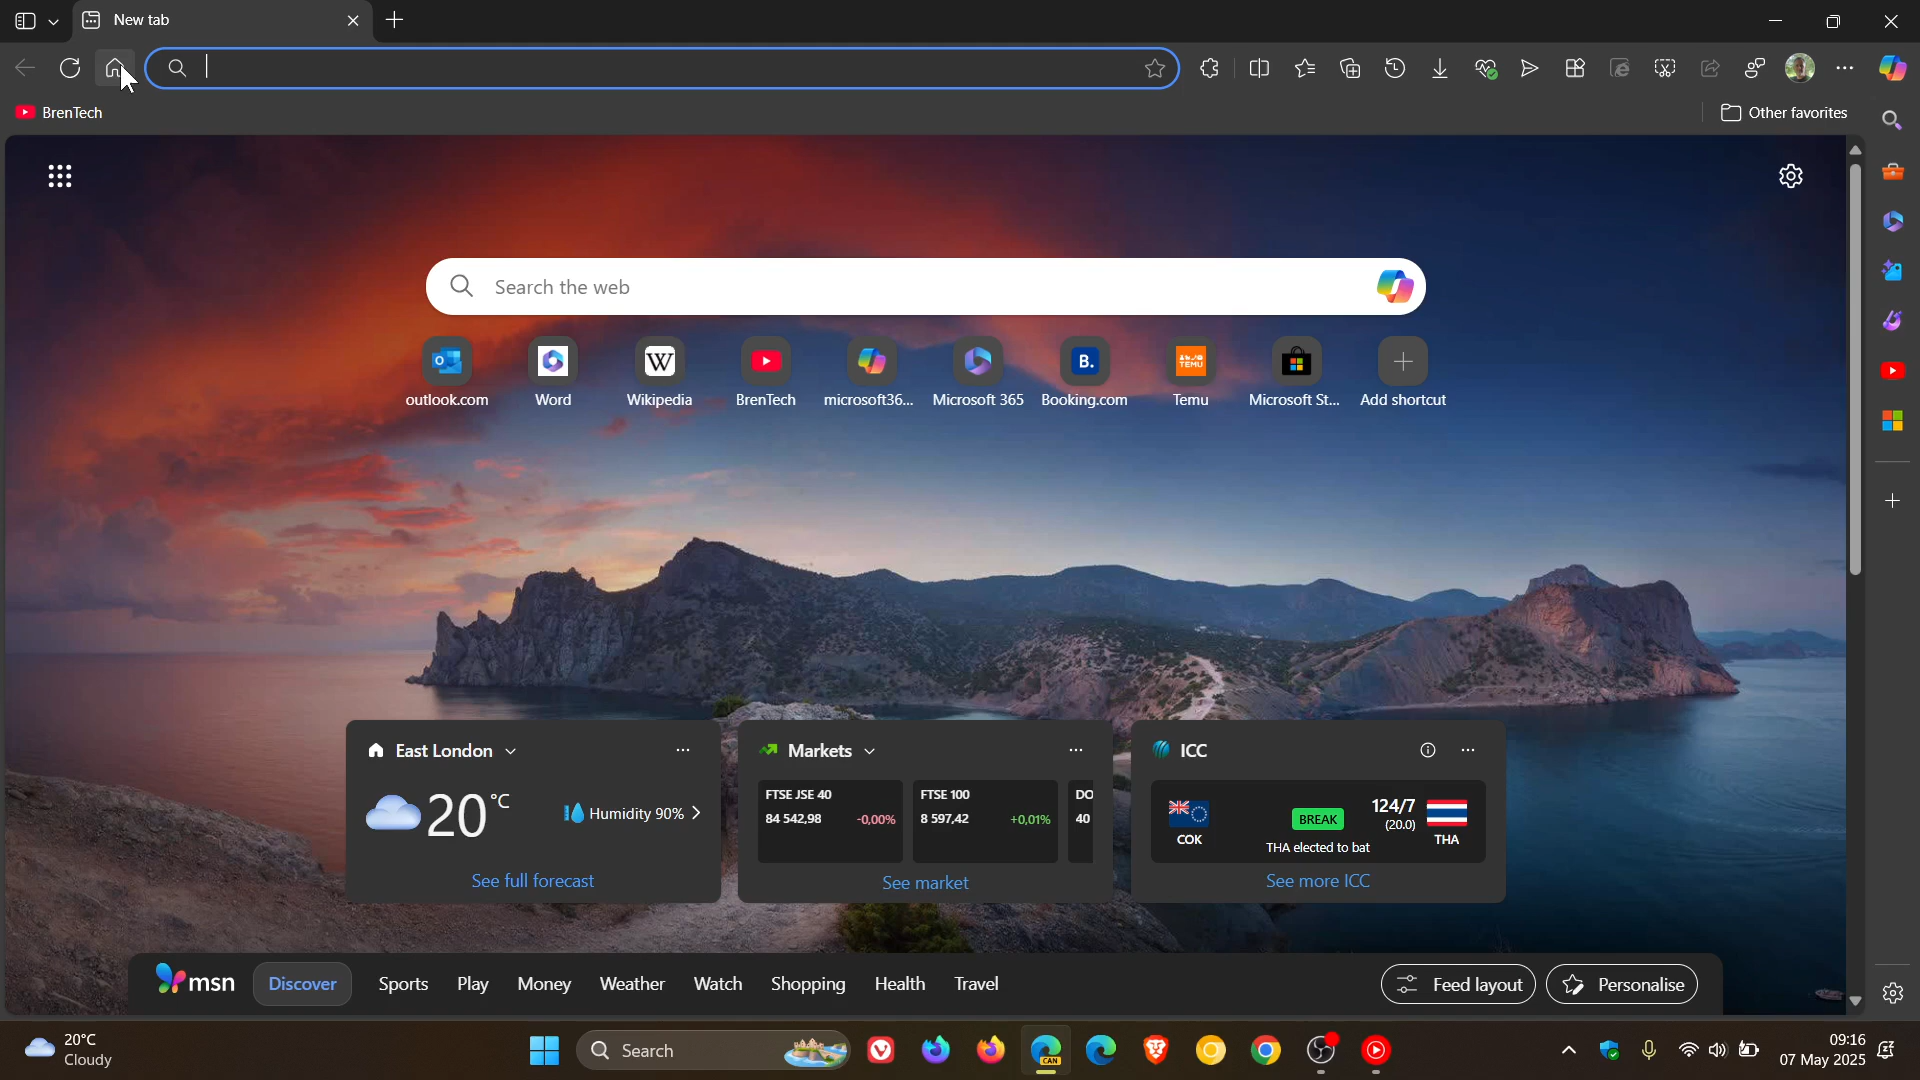 New tab
BrenTech
Other favorites
Search the web
outlook.com
Word
Wikipedia
BrenTech
microsoft36...
Microsoft 365
Booking.com
Temu
Microsoft St...
Add shortcut
W
B.
TEMU
East London
20°C
Humidity 90%
See full forecast
Markets
FTSE JSE 40
84 542,98 -0,00%
FTSE 100
8 597,42 +0,01%
DO
40
See market
ICC
COK
BREAK
124/7
(20.0)
THA
THA elected to bat
See more ICC
msn
Discover
Sports
Play
Money
Weather
Watch
Shopping
Health
Travel
Feed layout
Personalise
20°C
Cloudy
Search
CAN
09:16
07 May 2025